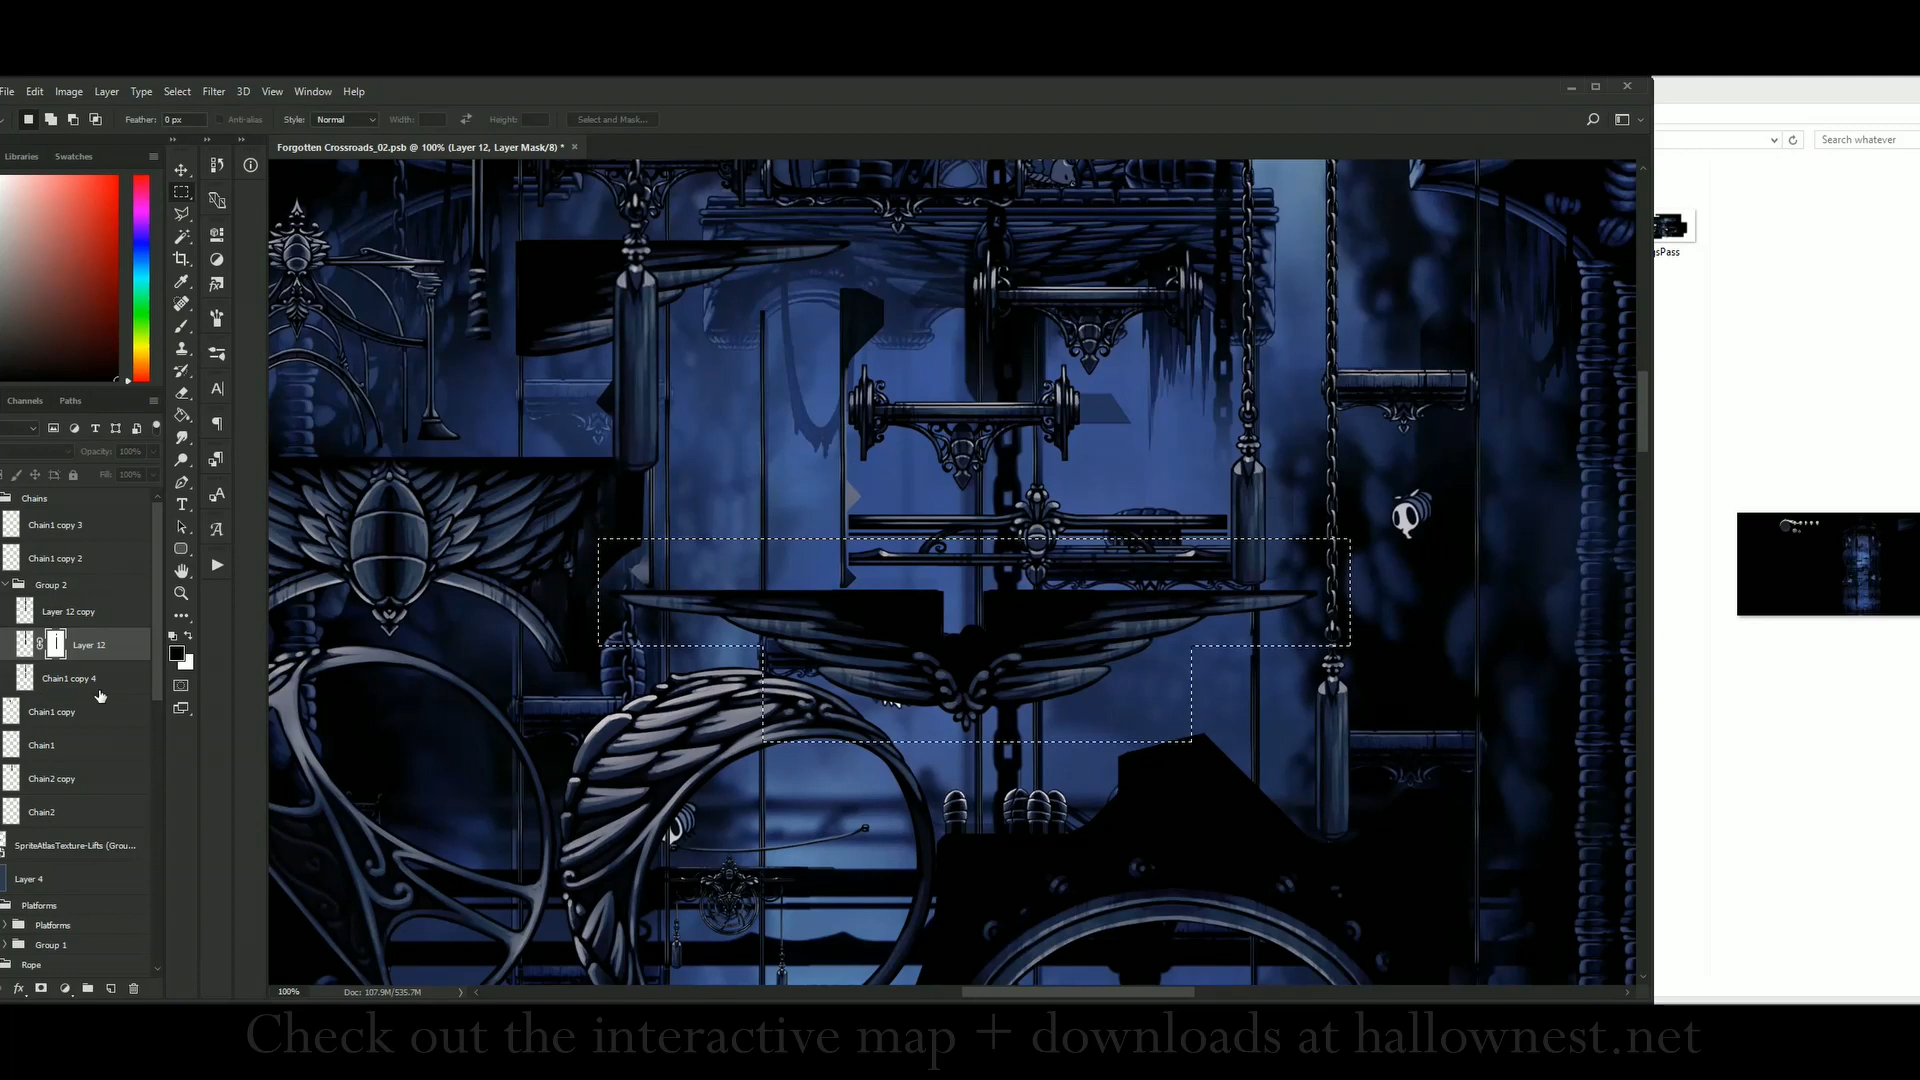 File Edit Image Layer Type Select Filter 3D View Window Help
Feather: 0 px Anti-alias Style: Normal Width: Height: Select and Mask...
Libraries Swatches
Forgotten Crossroads_02.psb @ 100% (Layer 12, Layer Mask/8) * ×
Search whatever
gsPass
Channels Paths
Opacity: 100%
Fill: 100%
Chains
Chain1 copy 3
Chain1 copy 2
Group 2
Layer 12 copy
Layer 12
Chain1 copy 4
Chain1 copy
Chain1
Chain2 copy
Chain2
SpriteAtlasTexture-Lifts (Grou...
Layer 4
Platforms
Platforms
Group 1
Rope
fx
100% Doc: 107.9M/535.7M
Check out the interactive map + downloads at hallownest.net